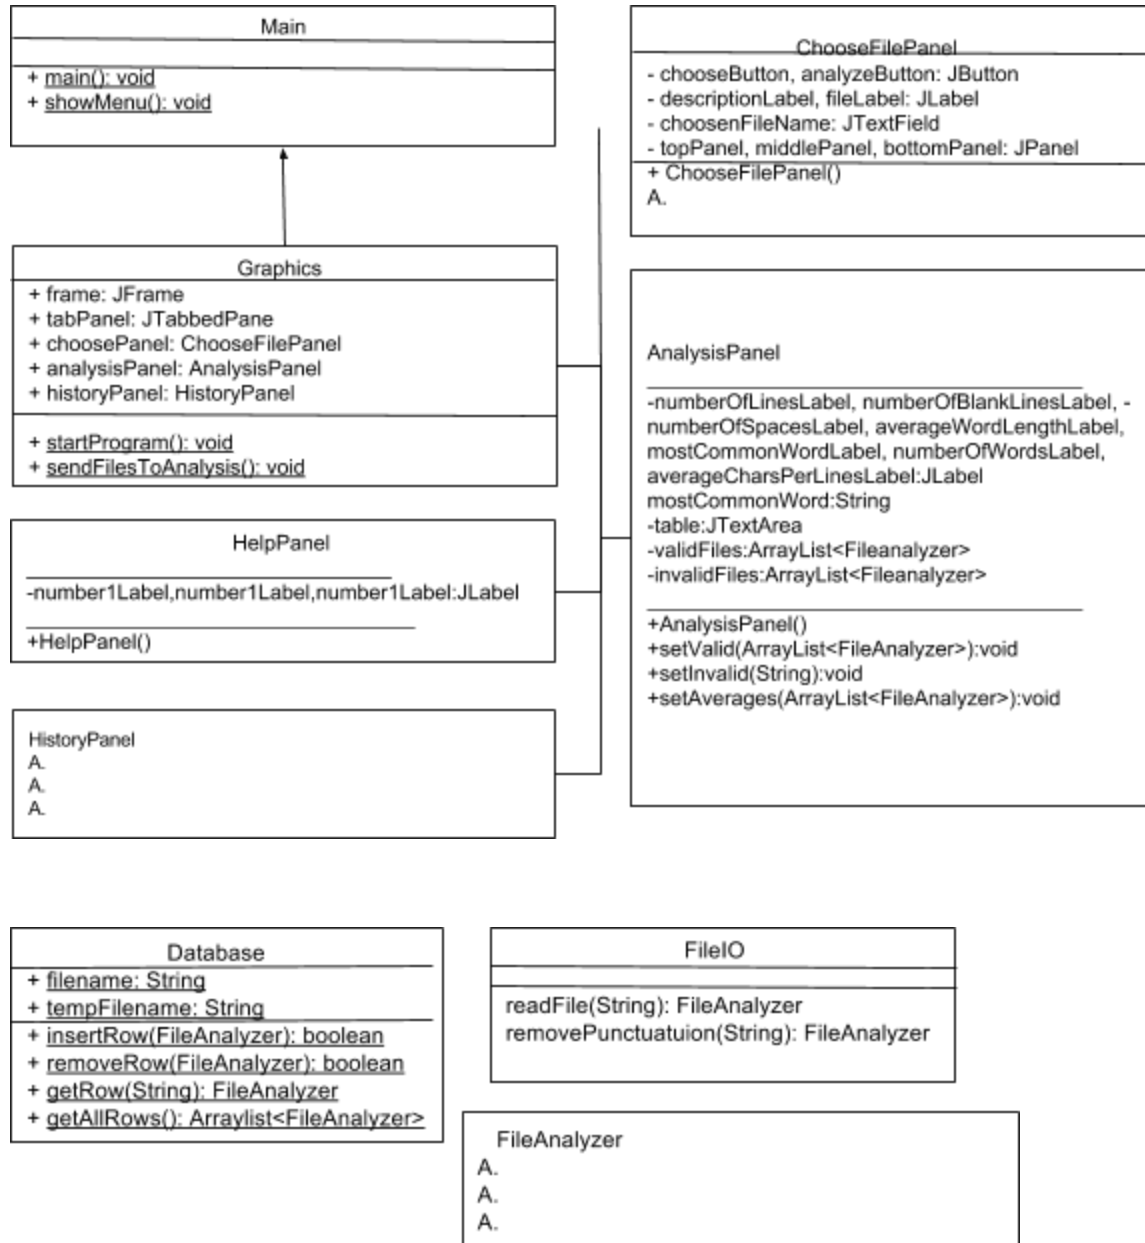 Main
+ main(): void
+ showMenu(): void
ChooseFilePanel
- chooseButton, analyzeButton: JButton
- descriptionLabel, fileLabel: JLabel
- choosenFileName: JTextField
- topPanel, middlePanel, bottomPanel: JPanel
+ ChooseFilePanel()
A.
Graphics
+ frame: JFrame
+ tabPanel: JTabbedPane
+ choosePanel: ChooseFilePanel
+ analysisPanel: AnalysisPanel
+ historyPanel: HistoryPanel
+ startProgram(): void
+ sendFilesToAnalysis(): void
AnalysisPanel
-numberOfLinesLabel, numberOfBlankLinesLabel, -
numberOfSpacesLabel, averageWordLengthLabel,
mostCommonWordLabel, numberOfWordsLabel,
averageCharsPerLinesLabel:JLabel
mostCommonWord:String
-table:JTextArea
-validFiles:ArrayList<Fileanalyzer>
-invalidFiles:ArrayList<Fileanalyzer>
+AnalysisPanel()
+setValid(ArrayList<FileAnalyzer>):void
+setInvalid(String):void
+setAverages(ArrayList<FileAnalyzer>):void
HelpPanel
-number1Label,number1Label,number1Label:JLabel
+HelpPanel()
HistoryPanel
A.
A.
A.
Database
+ filename: String
+ tempFilename: String
+ insertRow(FileAnalyzer): boolean
+ removeRow(FileAnalyzer): boolean
+ getRow(String): FileAnalyzer
+ getAllRows(): Arraylist<FileAnalyzer>
FileIO
readFile(String): FileAnalyzer
removePunctuatuion(String): FileAnalyzer
FileAnalyzer
A.
A.
A.